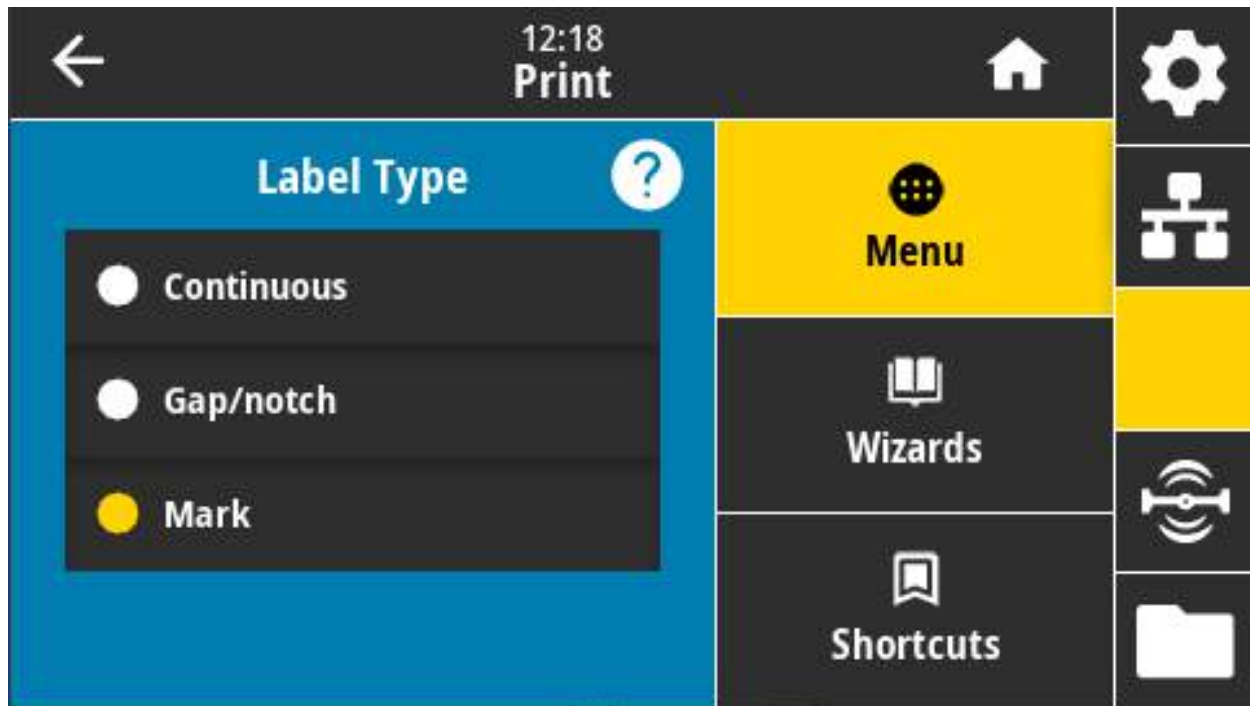 12:18
Print
Label Type
?
Continuous
Gap/notch
Mark
Menu
Wizards
Shortcuts